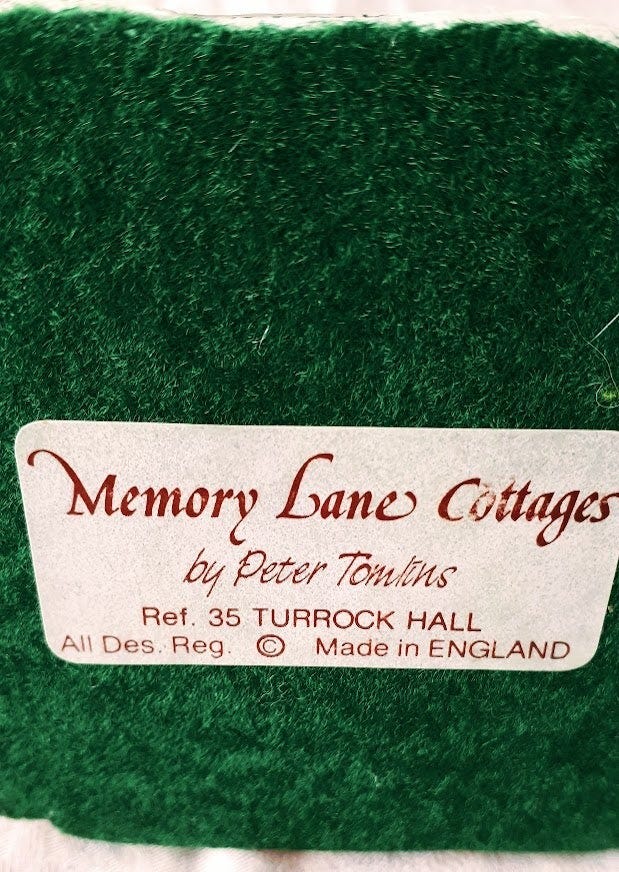 Memory Lane Cottages
by Peter Tomlins
Ref. 35 TURROCK HALL
All Des. Reg. © Made in ENGLAND